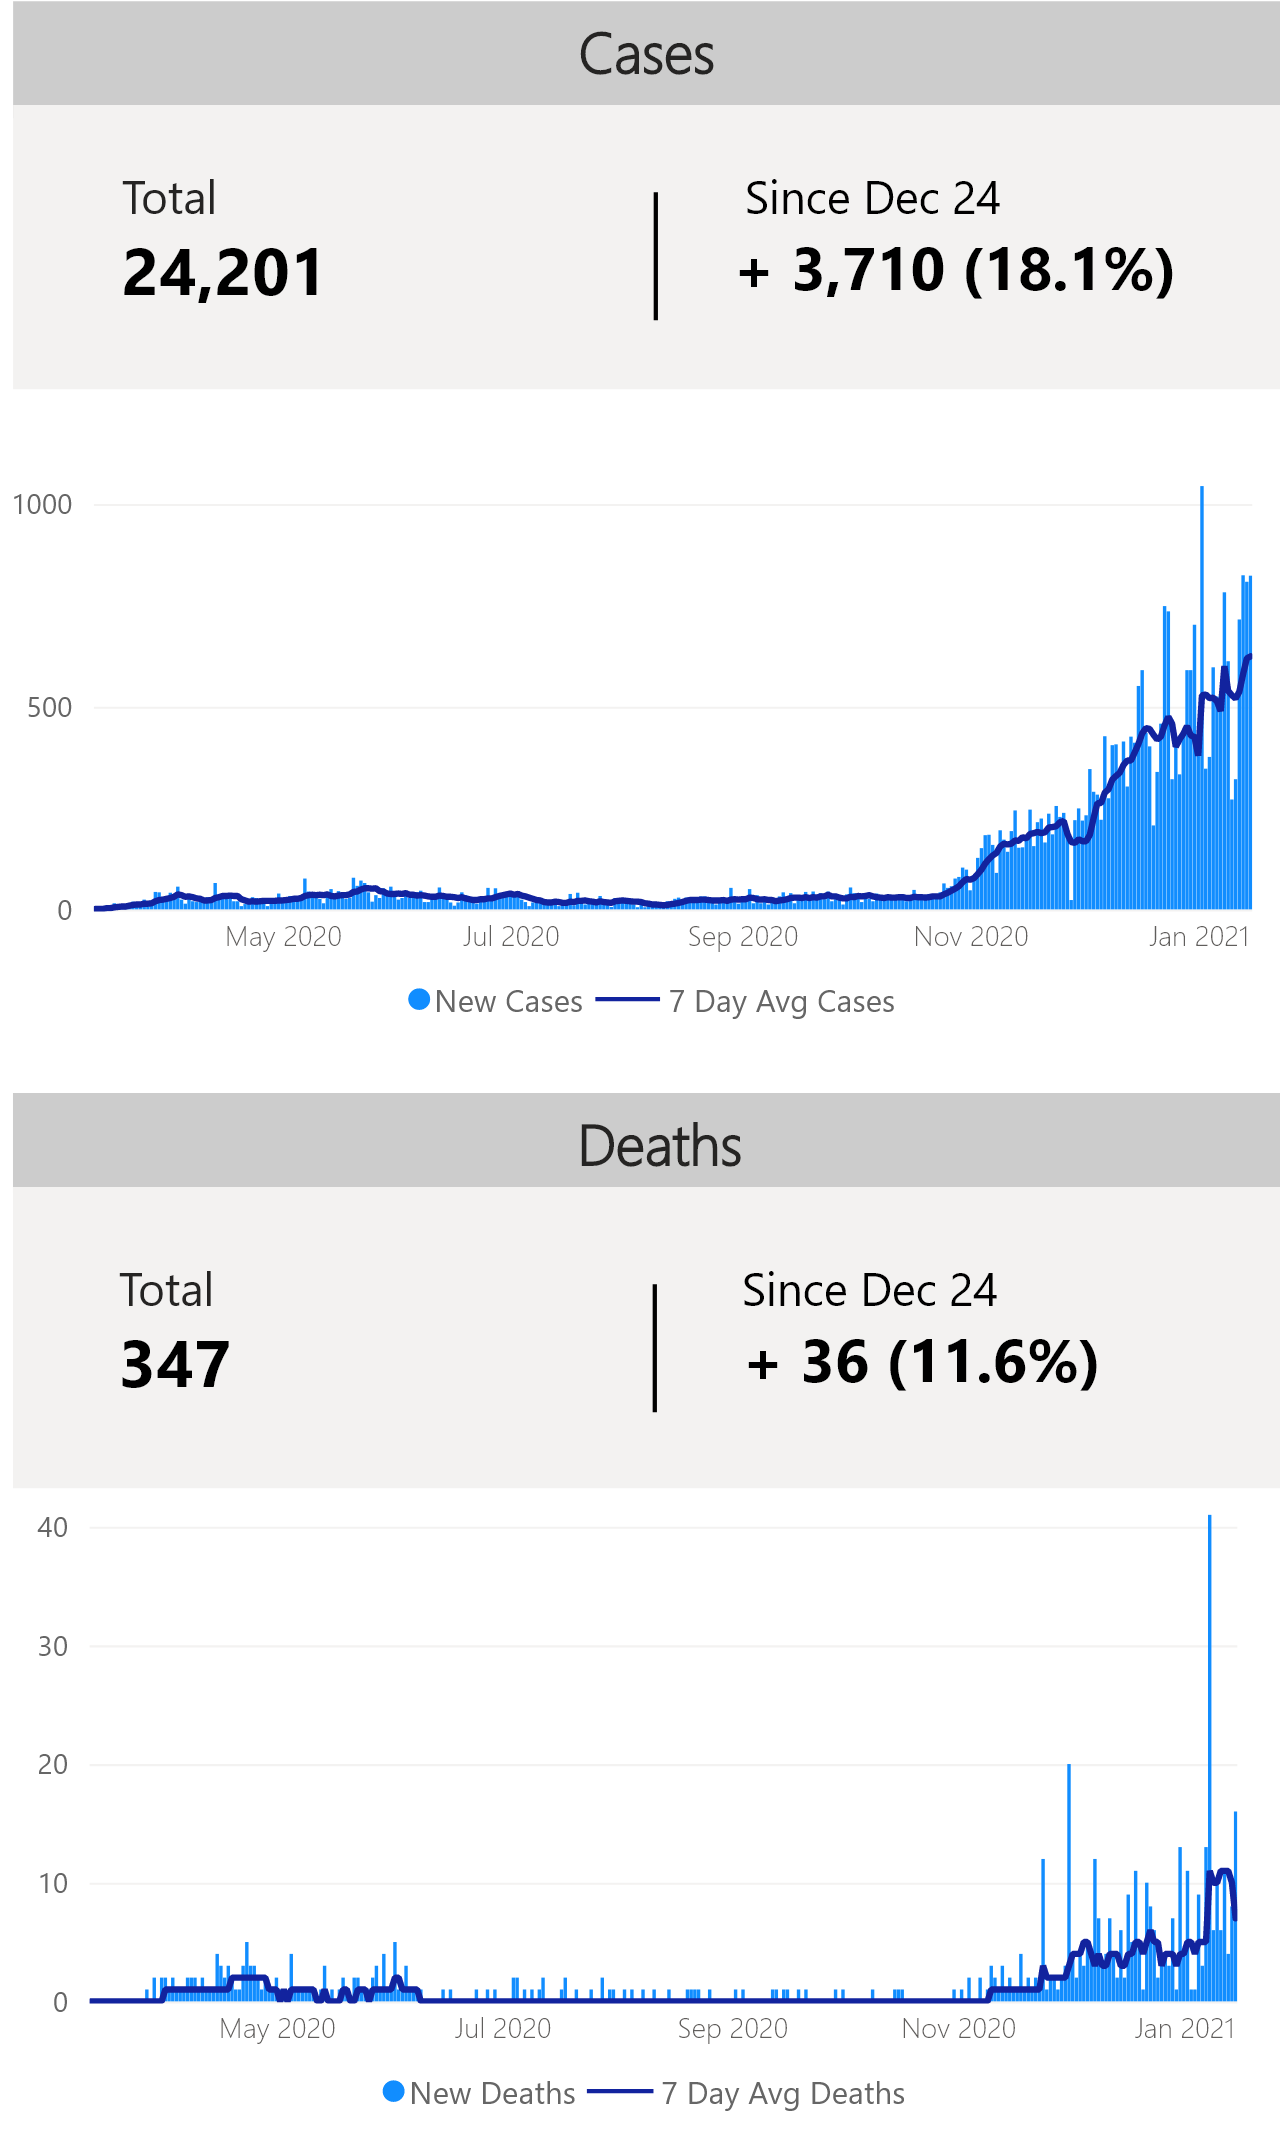 Cases
Total
Since Dec 24
24,201
+ 3,710 (18.1%)
1000
500
0
May 2020
Jul 2020
Sep 2020
Nov 2020
Jan 2021
New Cases
7 Day Avg Cases
Deaths
Total
Since Dec 24
347
+ 36 (11.6%)
40
30
20
10
0
May 2020
Jul 2020
Sep 2020
Nov 2020
Jan 2021
New Deaths
7 Day Avg Deaths